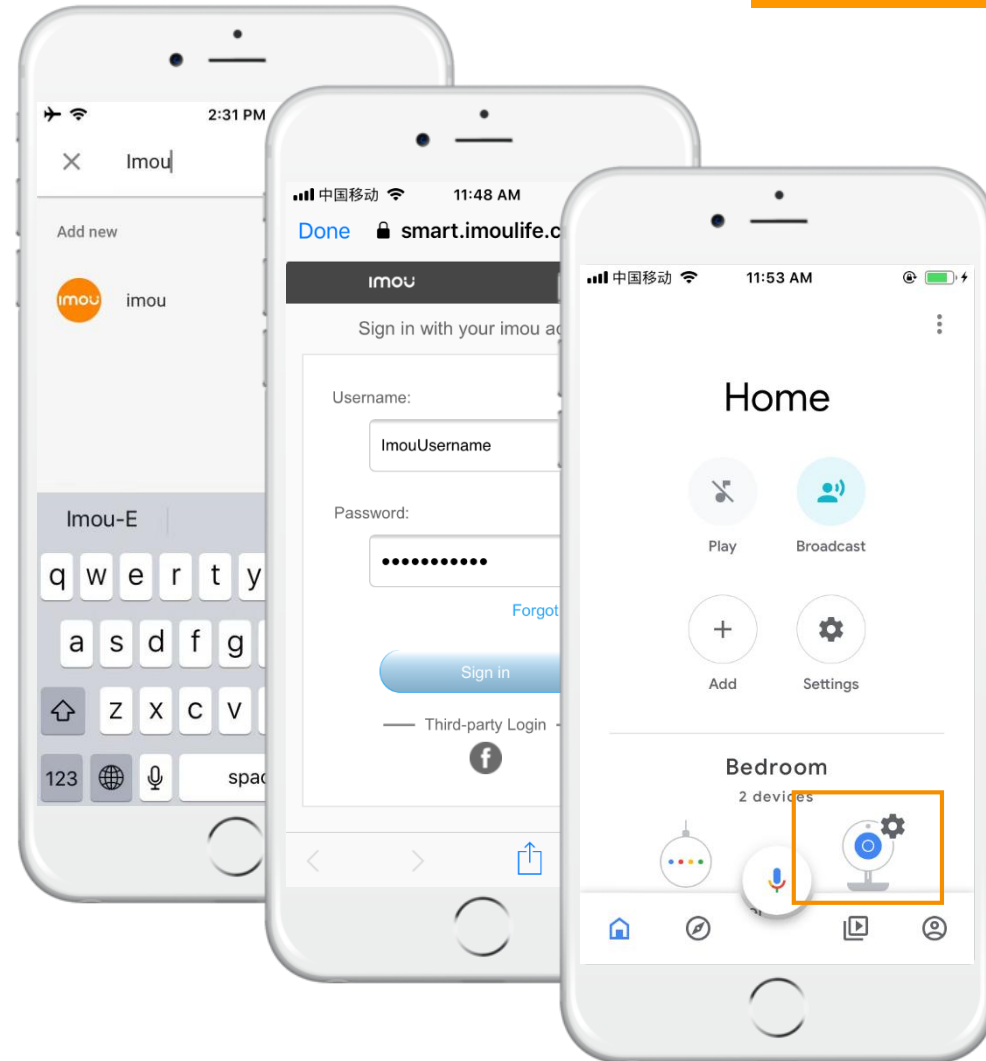 2:31 PM
Imou
Add new
imou
imou
Imou-E
q w e r t y
a s d f g
z x c v
123
中国移动
11:48 AM
Done
smart.imoulife.c
imou
Sign in with your imou ac
Username:
ImouUsername
Password:
Forgot
Sign in
Third-party Login
f
中国移动
11:53 AM
Home
Play
Broadcast
Add
Settings
Bedroom
2 devices